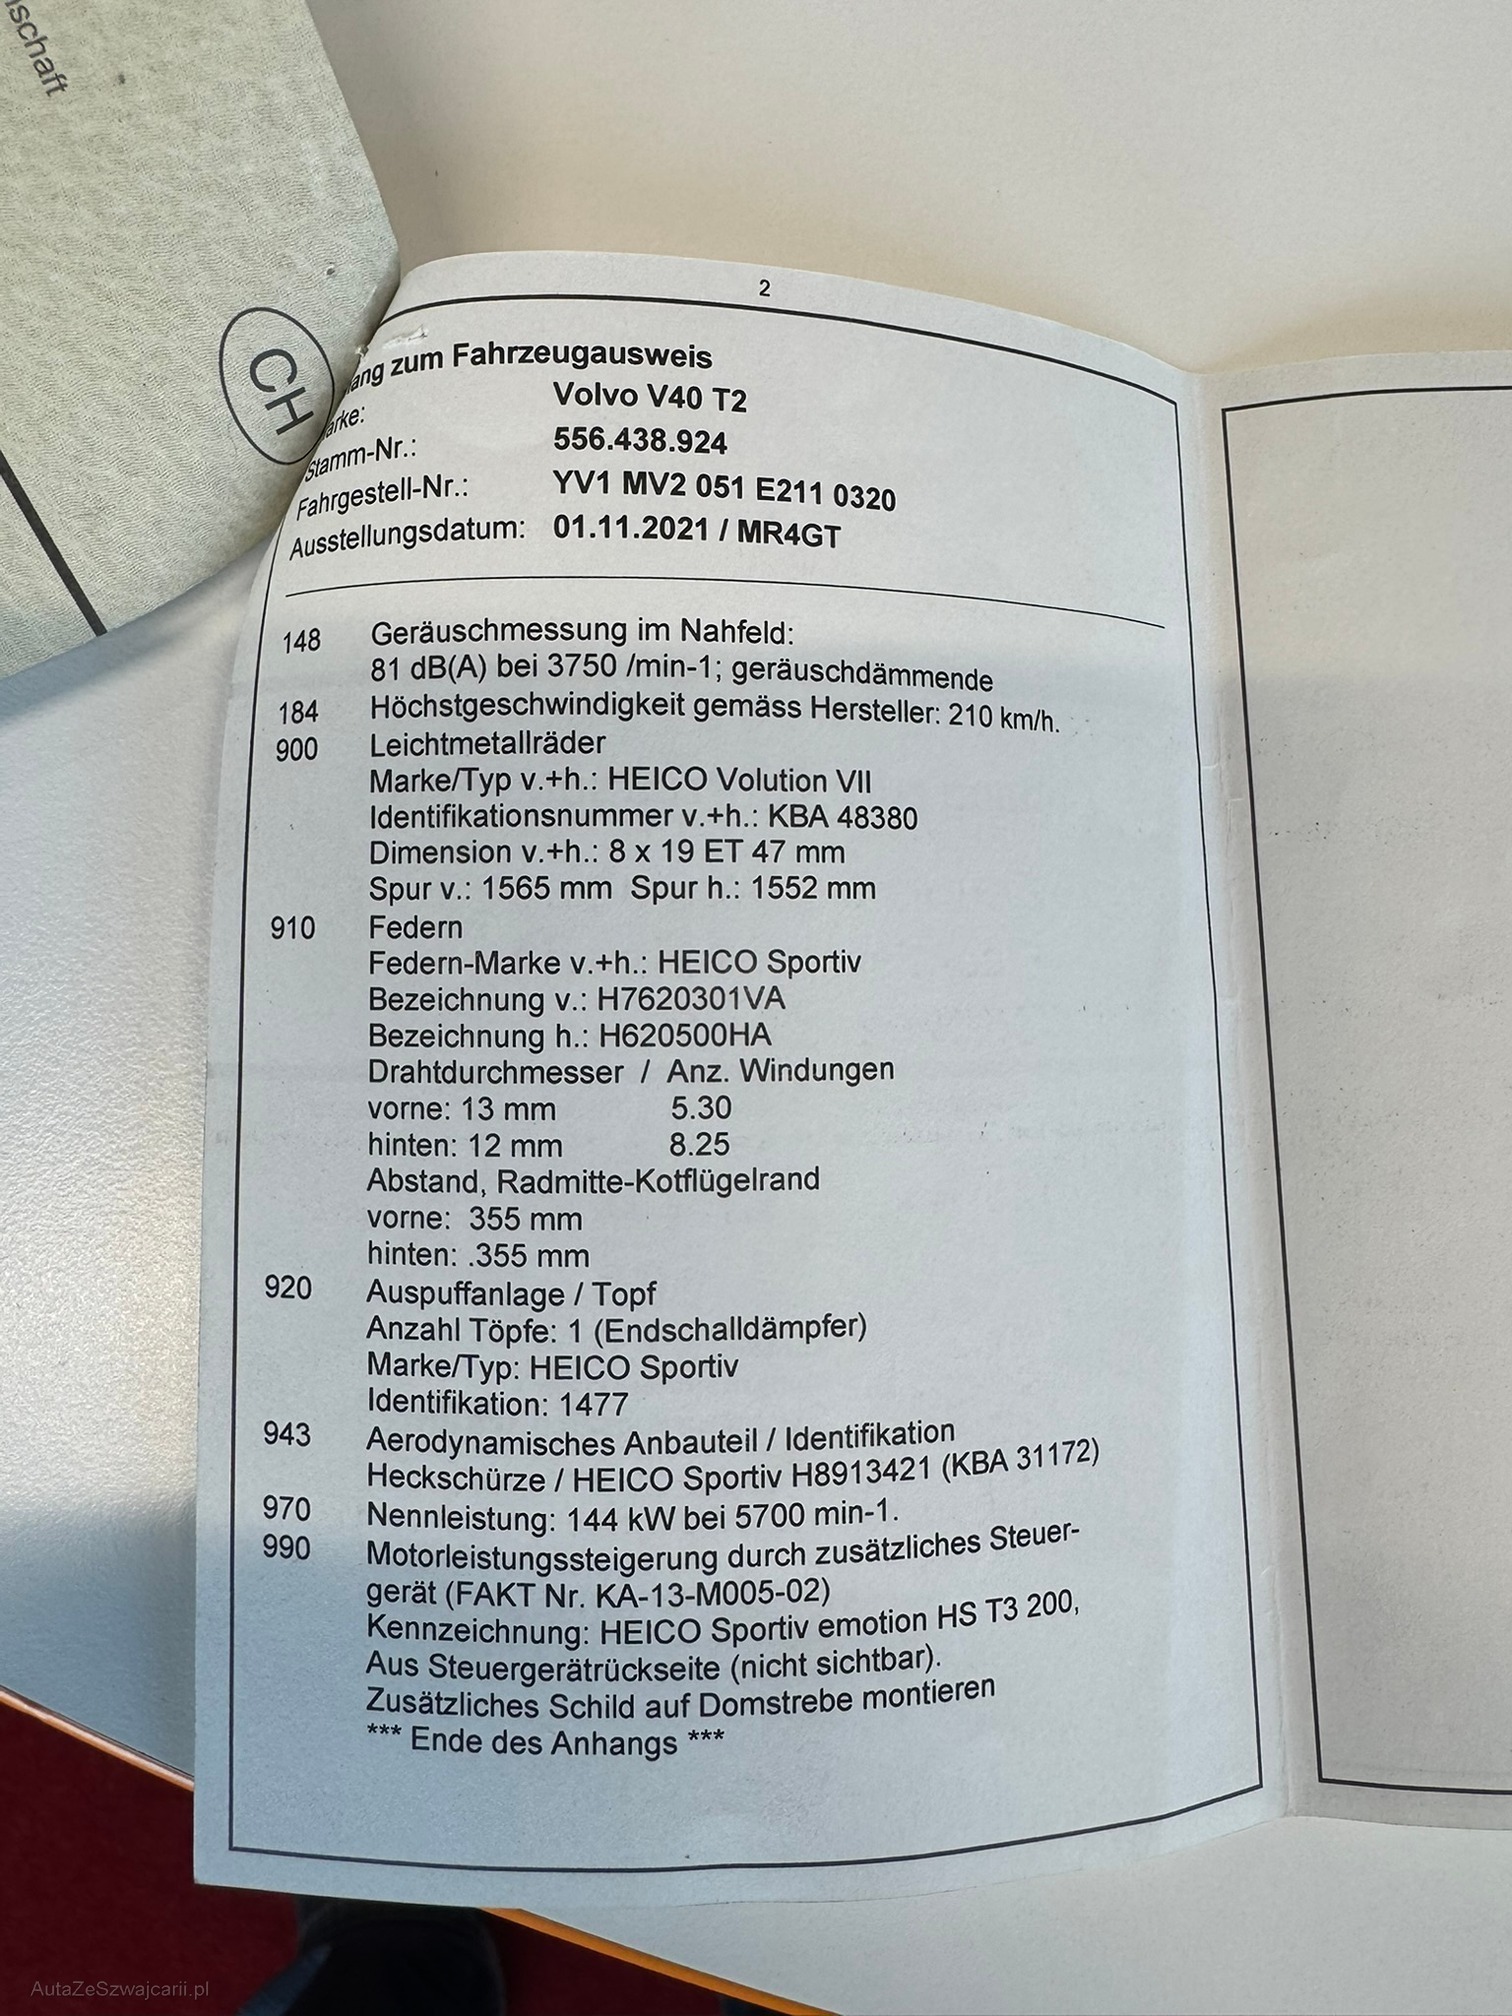 2
zum Fahrzeugausweis
Volvo V40 T2
Stamm-Nr.: 556.438.924
Fahrgestell-Nr.: YV1 MV2 051 E211 0320
Ausstellungsdatum: 01.11.2021 / MR4GT
148 Geräuschmessung im Nahfeld:
81 dB(A) bei 3750 /min-1; geräuschdämmende
184 Höchstgeschwindigkeit gemäss Hersteller: 210 km/h.
900 Leichtmetallräder
Marke/Typ v.+h.: HEICO Volution VII
Identifikationsnummer v.+h.: KBA 48380
Dimension v.+h.: 8 x 19 ET 47 mm
Spur v.: 1565 mm Spur h.: 1552 mm
910 Federn
Federn-Marke v.+h.: HEICO Sportiv
Bezeichnung v.: H7620301VA
Bezeichnung h.: H620500HA
Drahtdurchmesser / Anz. Windungen
vorne: 13 mm 5.30
hinten: 12 mm 8.25
Abstand, Radmitte-Kotflügelrand
vorne: 355 mm
hinten: .355 mm
920 Auspuffanlage / Topf
Anzahl Töpfe: 1 (Endschalldämpfer)
Marke/Typ: HEICO Sportiv
Identifikation: 1477
943 Aerodynamisches Anbauteil / Identifikation
Heckschürze / HEICO Sportiv H8913421 (KBA 31172)
970 Nennleistung: 144 kW bei 5700 min-1.
990 Motorleistungssteigerung durch zusätzliches Steuer-
gerät (FAKT Nr. KA-13-M005-02)
Kennzeichnung: HEICO Sportiv emotion HS T3 200,
Aus Steuergerätrückseite (nicht sichtbar).
Zusätzliches Schild auf Domstrebe montieren
*** Ende des Anhangs ***
CH
AutaZeSzwajcarii.pl